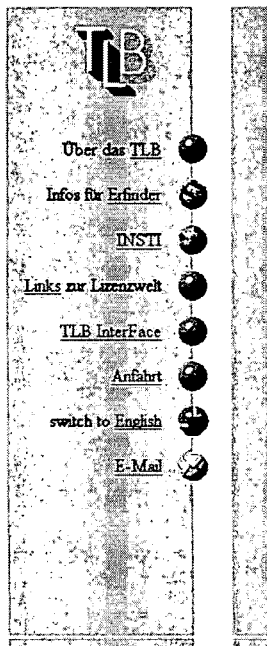 TLB
Über das TLB
Infos für Erfinder
INSTI
Links zur Lizenzwelt
TLB InterFace
Anfahrt
switch to English
E-Mail